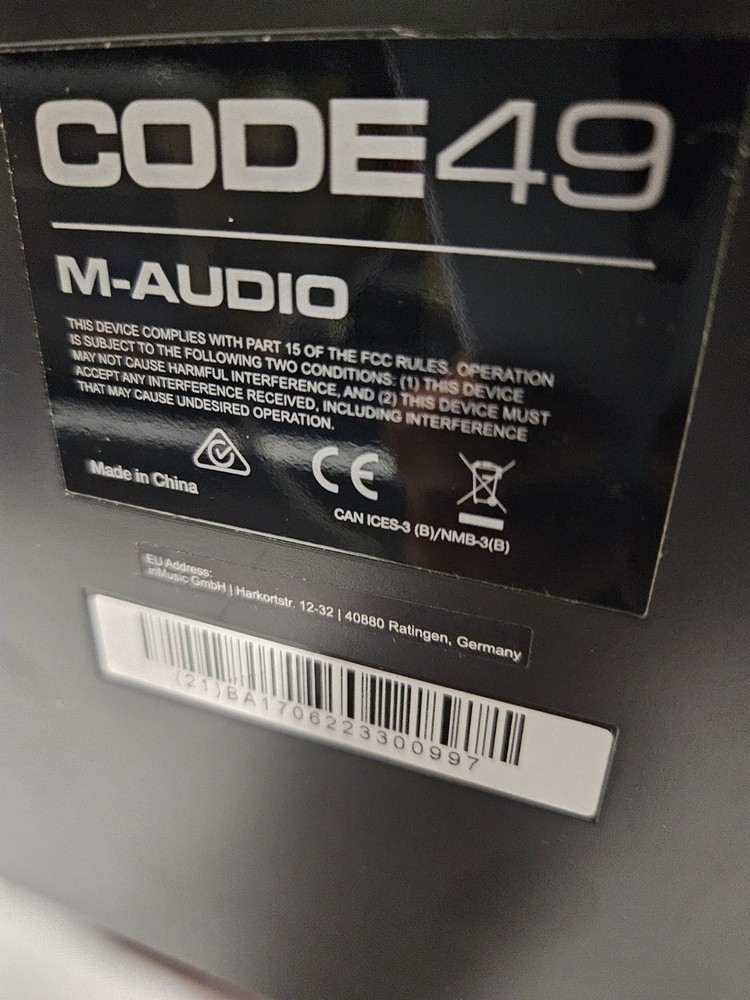 CODE49
M-AUDIO
THIS DEVICE COMPLIES WITH PART 15 OF THE FCC RULES. OPERATION
IS SUBJECT TO THE FOLLOWING TWO CONDITIONS: (1) THIS DEVICE
MAY NOT CAUSE HARMFUL INTERFERENCE, AND (2) THIS DEVICE MUST
ACCEPT ANY INTERFERENCE RECEIVED, INCLUDING INTERFERENCE
THAT MAY CAUSE UNDESIRED OPERATION.
Made in China
CE
CAN ICES-3 (B)/NMB-3(B)
EU Address:
inMusic GmbH | Harkortstr. 12-32 | 40880 Ratingen, Germany
(21)BA1706223300997